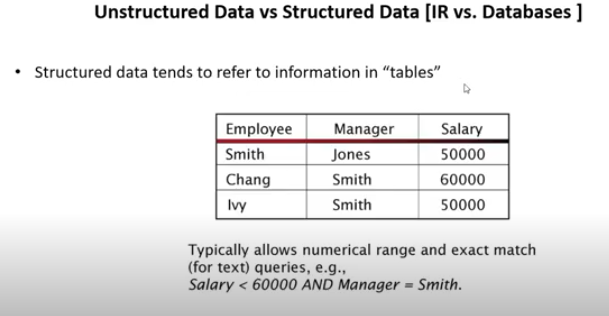 Unstructured Data vs Structured Data [IR vs. Databases ]
• Structured data tends to refer to information in “tables”
Employee Manager Salary
Smith Jones 50000
Chang Smith 60000
Ivy Smith 50000
Typically allows numerical range and exact match
(for text) queries, e.g.,
Salary < 60000 AND Manager = Smith.